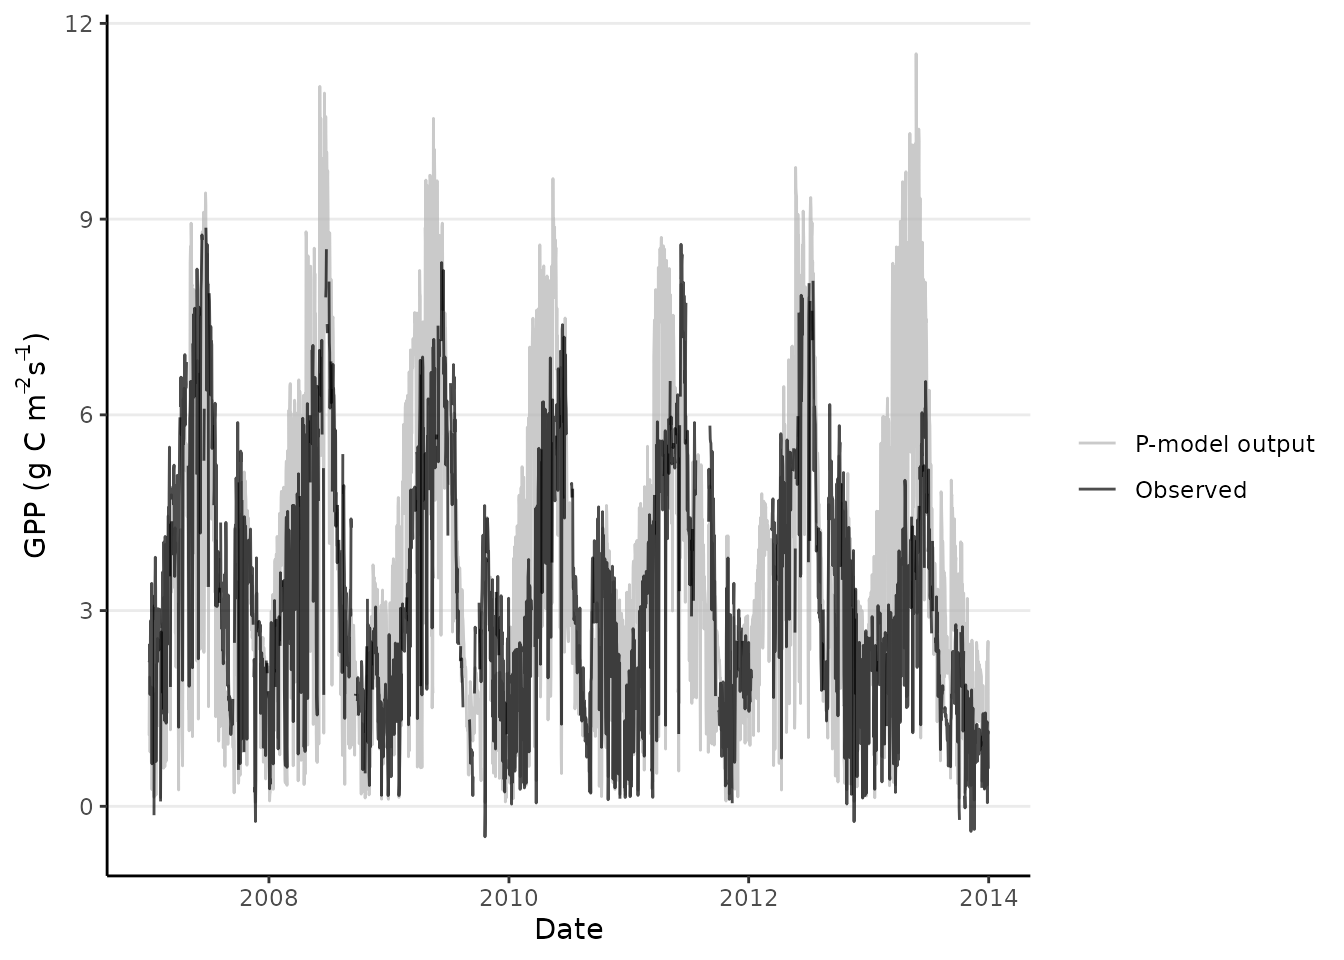 12
9
6
3
0
GPP (g C m⁻²s⁻¹)
2008
2010
2012
2014
Date
P-model output
Observed